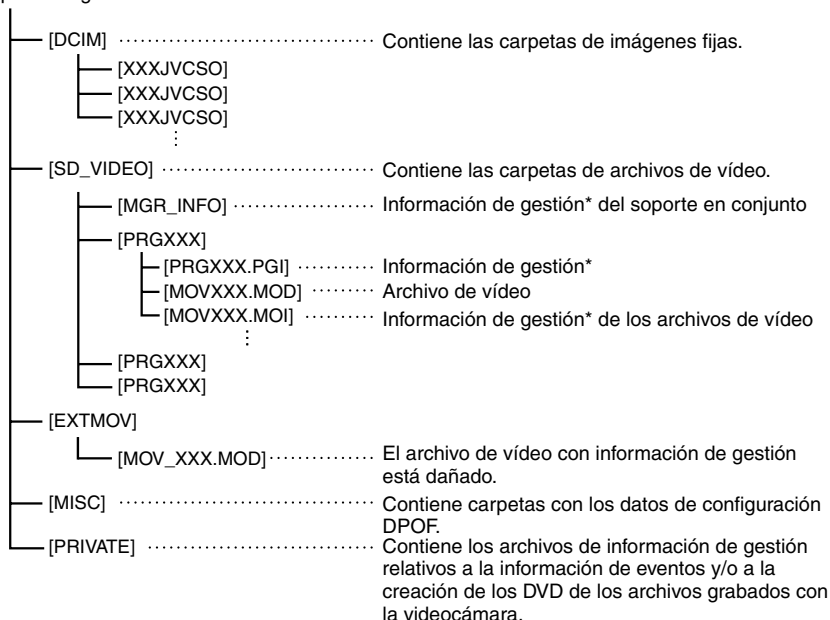 [DCIM] Contiene las carpetas de imágenes fijas.
[XXXJVCSO]
[XXXJVCSO]
[XXXJVCSO]
[SD_VIDEO] Contiene las carpetas de archivos de vídeo.
[MGR_INFO] Información de gestión* del soporte en conjunto
[PRGXXX]
[PRGXXX.PGI] Información de gestión*
[MOVXXX.MOD] Archivo de vídeo
[MOVXXX.MOI] Información de gestión* de los archivos de vídeo
[PRGXXX]
[PRGXXX]
[EXTMOV]
[MOV_XXX.MOD] El archivo de vídeo con información de gestión
está dañado.
[MISC] Contiene carpetas con los datos de configuración
DPOF.
[PRIVATE] Contiene los archivos de información de gestión
relativos a la información de eventos y/o a la
creación de los DVD de los archivos grabados con
la videocámara.